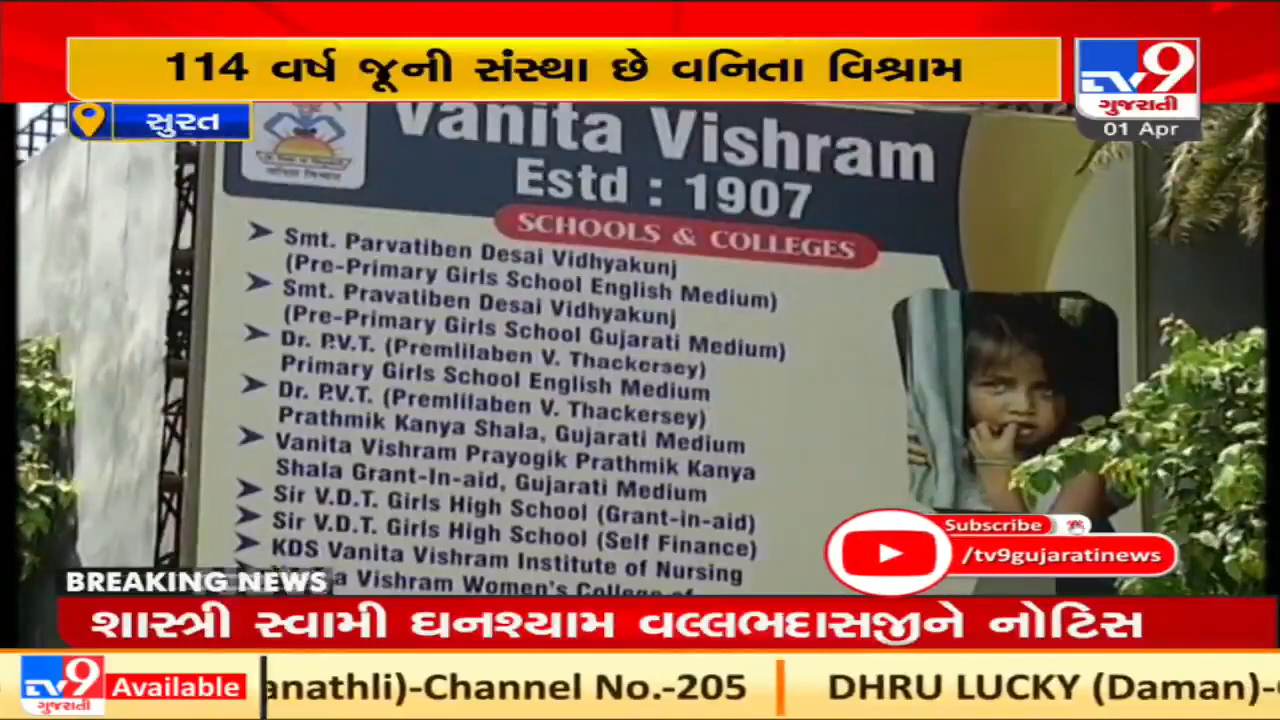 114 વર્ષ જૂની સંસ્થા છે વનિતા વિશ્રામ
tv9
ગુજરાતી
01 Apr
સુરત
Vanita Vishram
Estd : 1907
SCHOOLS & COLLEGES
Smt. Parvatiben Desai Vidhyakunj
(Pre-Primary Girls School English Medium)
Smt. Pravatiben Desai Vidhyakunj
(Pre-Primary Girls School Gujarati Medium)
Dr. P.V.T. (Premlilaben V. Thackersey)
Primary Girls School English Medium
Dr. P.V.T. (Premlilaben V. Thackersey)
Prathmik Kanya Shala, Gujarati Medium
Vanita Vishram Prayogik Prathmik Kanya
Shala Grant-In-aid, Gujarati Medium
Sir V.D.T. Girls High School (Grant-in-aid)
Sir V.D.T. Girls High School (Self Finance)
KDS Vanita Vishram Institute of Nursing
Vishram Women's College of
Subscribe
/tv9gujaratinews
BREAKING NEWS
શાસ્ત્રી સ્વામી ઘનશ્યામ વલ્લભદાસજીને નોટિસ
tv9
ગુજરાતી
Available
anathli)-Channel No.-205
DHRU LUCKY (Daman)-